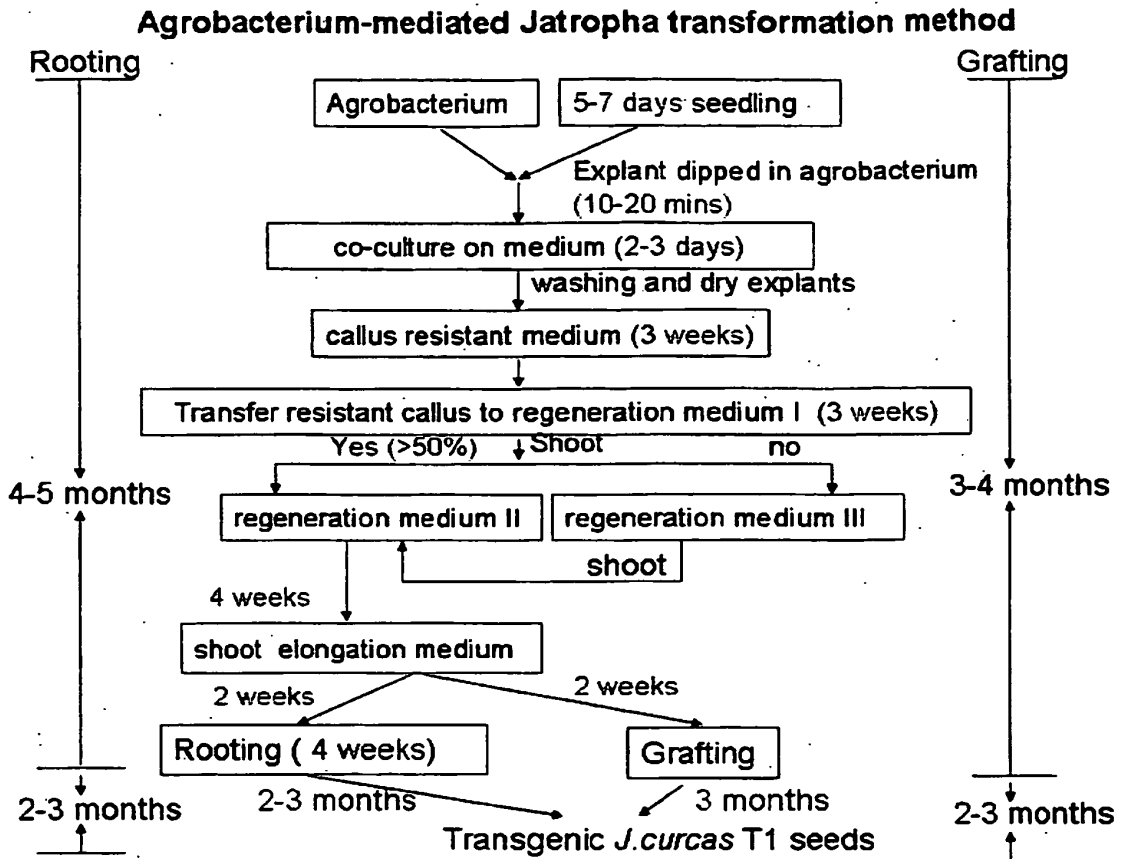 Agrobacterium-mediated Jatropha transformation method
Rooting
Grafting
Agrobacterium
5-7 days seedling
Explant dipped in agrobacterium
(10-20 mins)
co-culture on medium (2-3 days)
washing and dry explants
callus resistant medium (3 weeks)
Transfer resistant callus to regeneration medium I (3 weeks)
Yes (>50%)
Shoot
no
4-5 months
3-4 months
regeneration medium II
regeneration medium III
shoot
4 weeks
shoot elongation medium
2 weeks
2 weeks
Rooting ( 4 weeks)
Grafting
2-3 months
2-3 months
3 months
2-3 months
Transgenic J.curcas T1 seeds